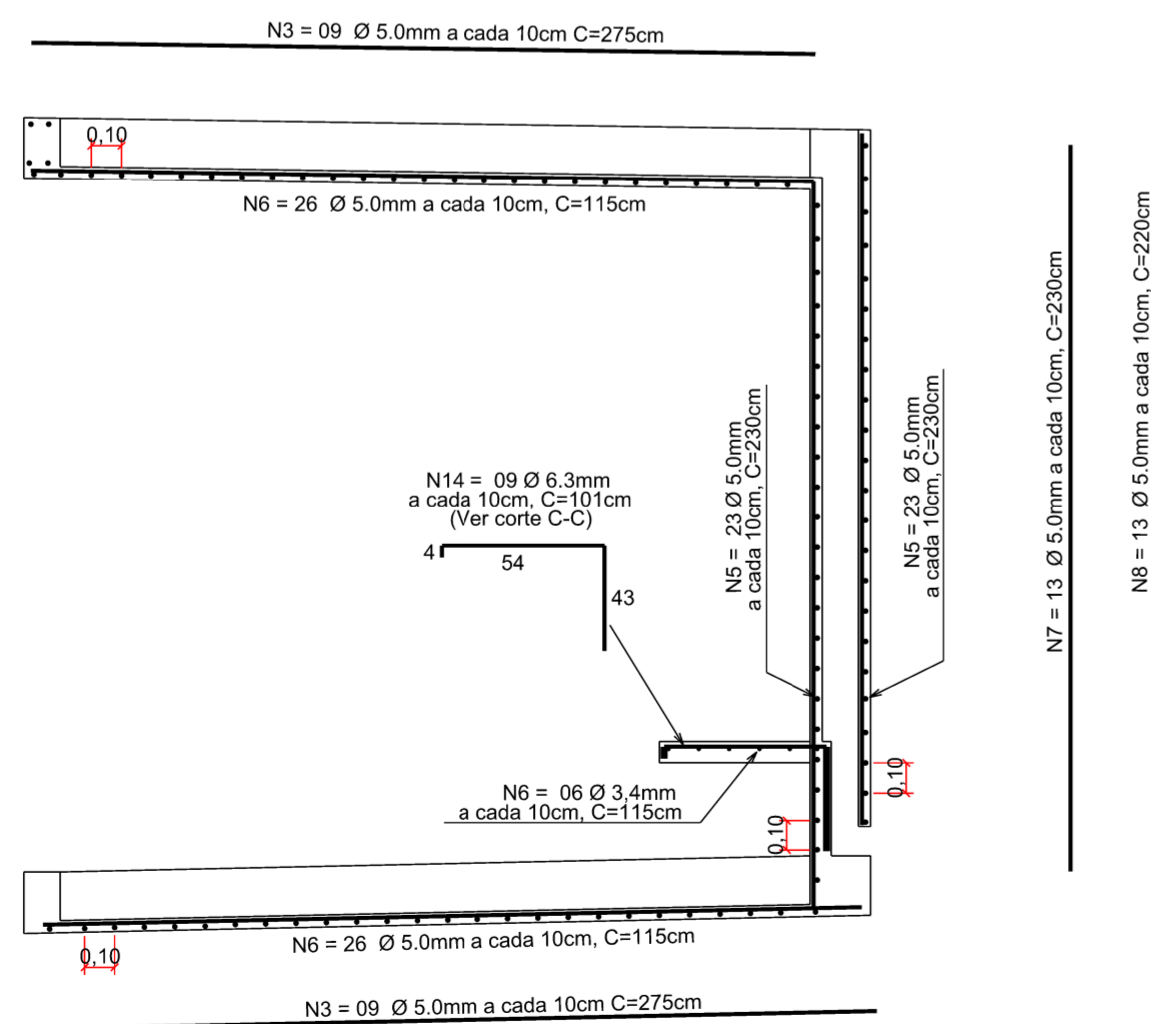 N3 = 09 Ø 5.0mm a cada 10cm C=275cm
0,10
N6 = 26 Ø 5.0mm a cada 10cm, C=115cm
N14 = 09 Ø 6.3mm
a cada 10cm, C=101cm
(Ver corte C-C)
4
54
43
N5 = 23 Ø 5.0mm
a cada 10cm, C=230cm
N5 = 23 Ø 5.0mm
a cada 10cm, C=230cm
N7 = 13 Ø 5.0mm a cada 10cm, C=230cm
N8 = 13 Ø 5.0mm a cada 10cm, C=220cm
N6 = 06 Ø 3,4mm
a cada 10cm, C=115cm
0,10
0,10
N6 = 26 Ø 5.0mm a cada 10cm, C=115cm
0,10
N3 = 09 Ø 5.0mm a cada 10cm C=275cm